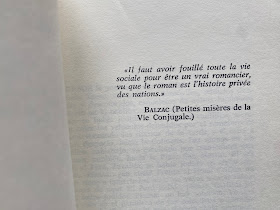 «Il faut avoir fouillé toute la vie
sociale pour être un vrai romancier,
vu que le roman est l'histoire privée
des nations.»
BALZAC (Petites misères de la
Vie Conjugale.)